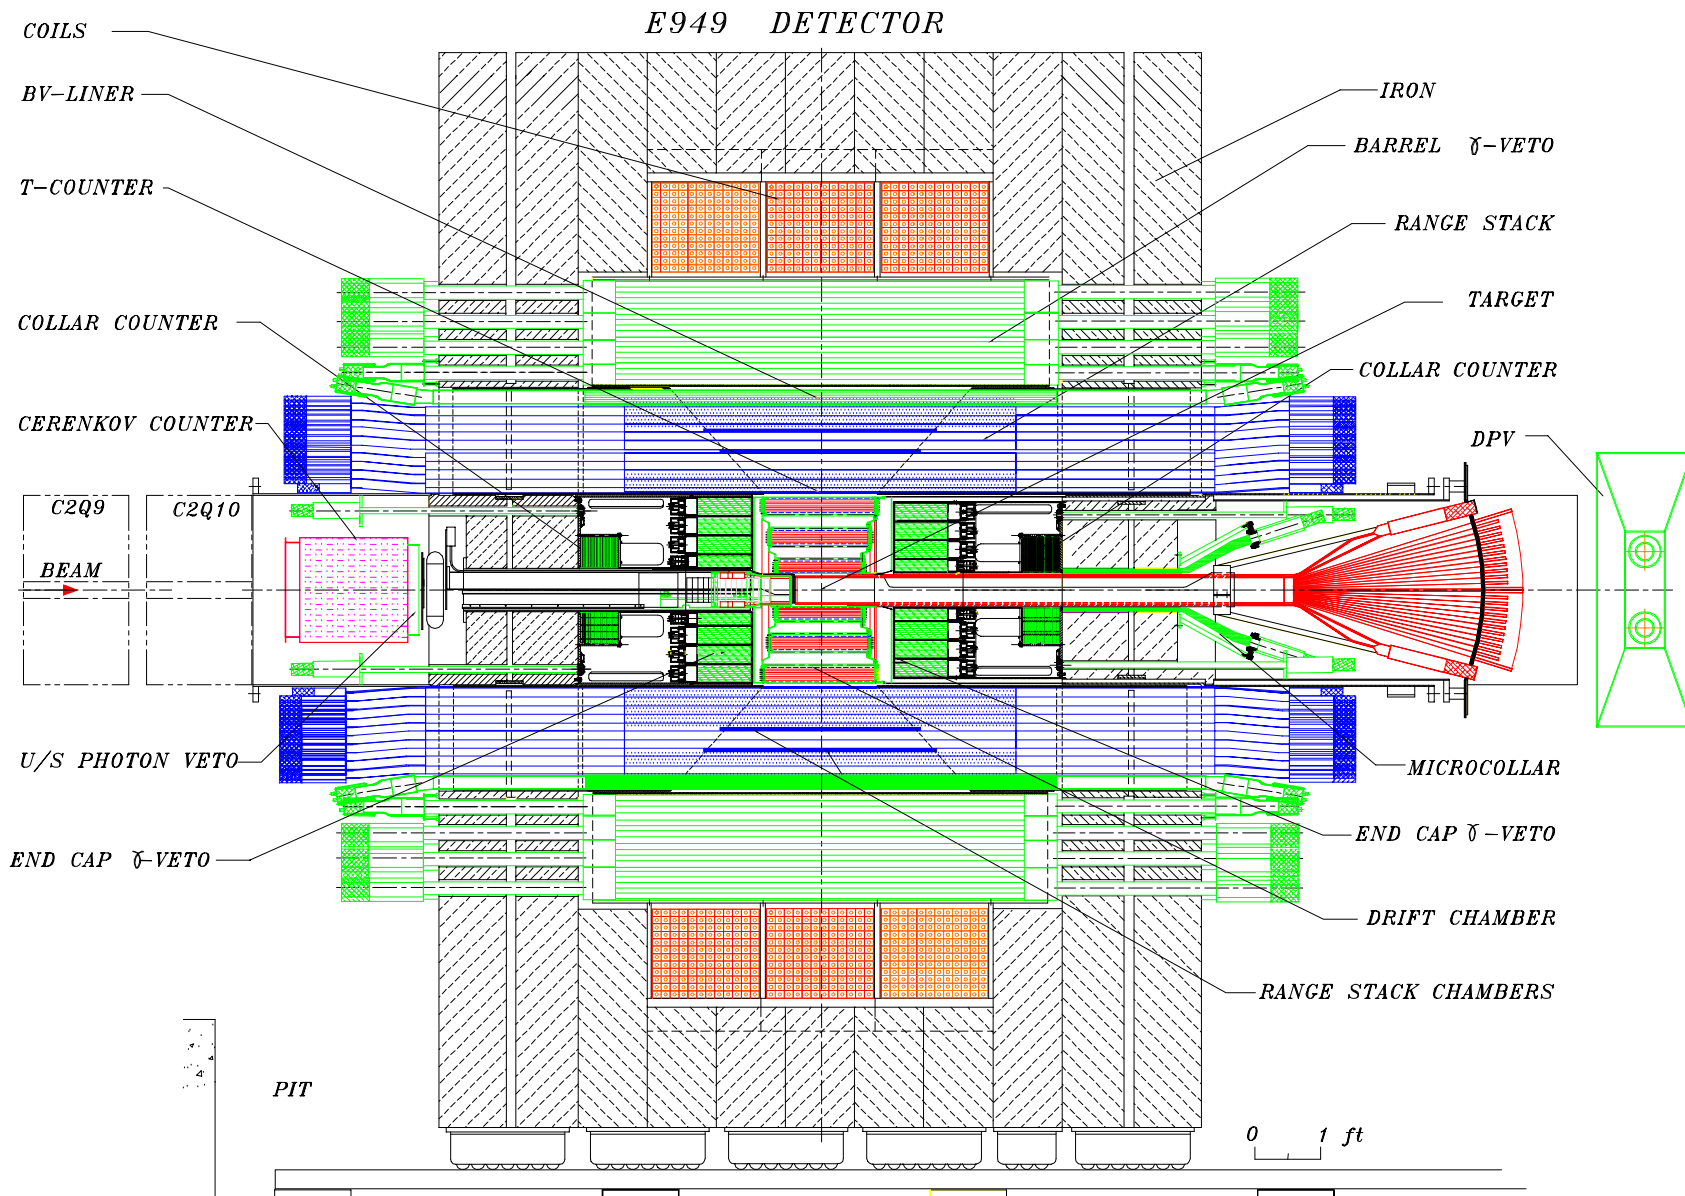 E949 DETECTOR
COILS
BV-LINER
IRON
BARREL γ-VETO
T-COUNTER
RANGE STACK
TARGET
COLLAR COUNTER
COLLAR COUNTER
CERENKOV COUNTER
DPV
C2Q9
C2Q10
BEAM
U/S PHOTON VETO
MICROCOLLAR
END CAP γ-VETO
END CAP γ-VETO
DRIFT CHAMBER
RANGE STACK CHAMBERS
PIT
0 1 ft